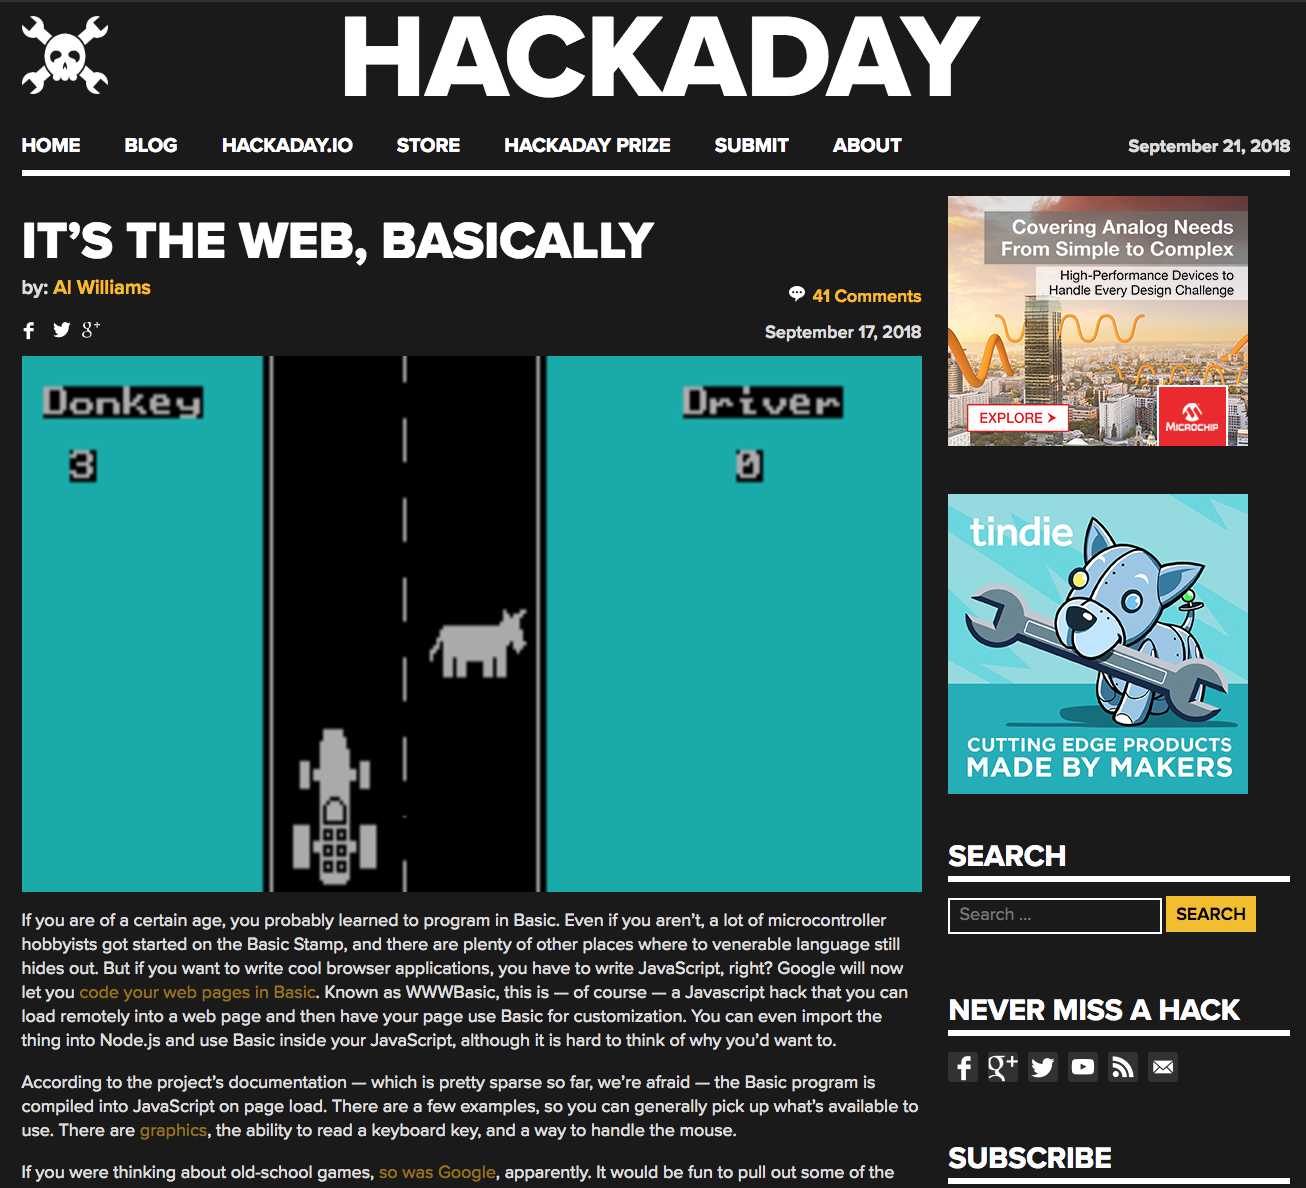 HACKADAY
HOME BLOG HACKADAY.IO STORE HACKADAY PRIZE SUBMIT ABOUT September 21, 2018
IT’S THE WEB, BASICALLY
by: Al Williams
41 Comments
September 17, 2018
Donkey Driver
3 0
If you are of a certain age, you probably learned to program in Basic. Even if you aren’t, a lot of microcontroller
hobbyists got started on the Basic Stamp, and there are plenty of other places where to venerable language still
hides out. But if you want to write cool browser applications, you have to write JavaScript, right? Google will now
let you code your web pages in Basic. Known as WWWBasic, this is — of course — a Javascript hack that you can
load remotely into a web page and then have your page use Basic for customization. You can even import the
thing into Node.js and use Basic inside your JavaScript, although it is hard to think of why you’d want to.
According to the project’s documentation — which is pretty sparse so far, we’re afraid — the Basic program is
compiled into JavaScript on page load. There are a few examples, so you can generally pick up what’s available to
use. There are graphics, the ability to read a keyboard key, and a way to handle the mouse.
If you were thinking about old-school games, so was Google, apparently. It would be fun to pull out some of the
Covering Analog Needs
From Simple to Complex
High-Performance Devices to
Handle Every Design Challenge
EXPLORE >
MICROCHIP
tindie
CUTTING EDGE PRODUCTS
MADE BY MAKERS
SEARCH
Search ... SEARCH
NEVER MISS A HACK
SUBSCRIBE